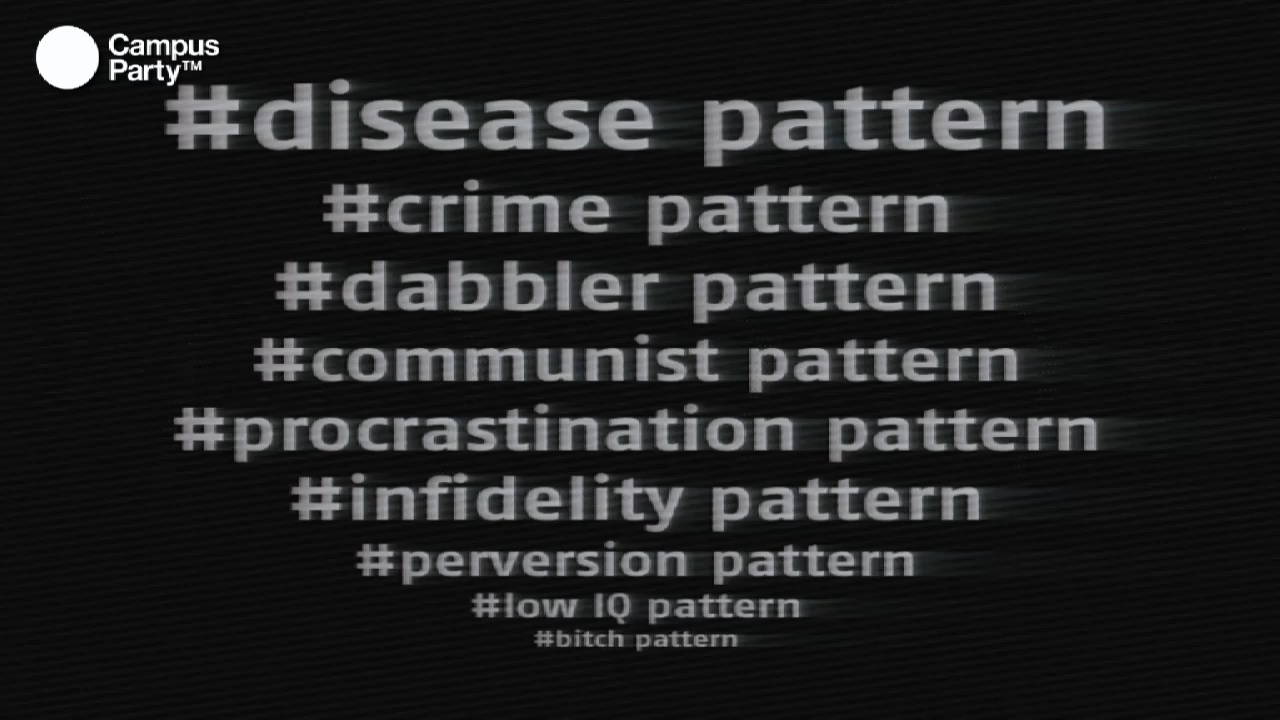 Campus
Party™
#disease pattern
#crime pattern
#dabbler pattern
#communist pattern
#procrastination pattern
#infidelity pattern
#perversion pattern
#low IQ pattern
#bitch pattern